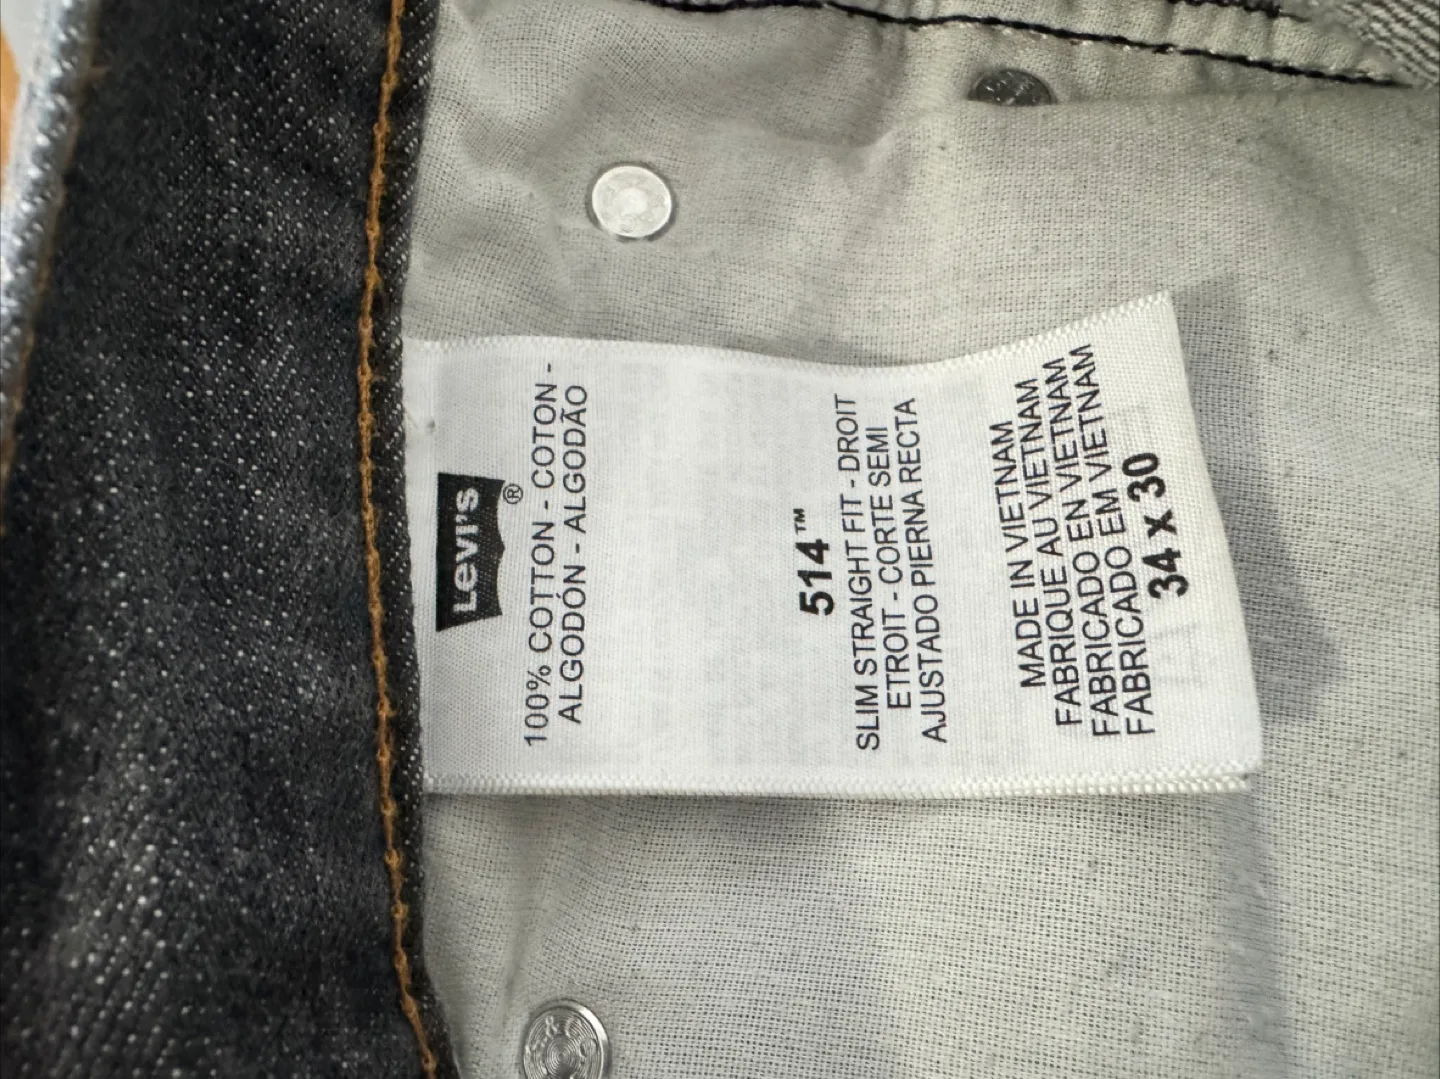 Levi's
®
100% COTTON - COTON -
ALGODÓN - ALGODÃO
514™
SLIM STRAIGHT FIT - DROIT
ETROIT - CORTE SEMI
AJUSTADO PIERNA RECTA
MADE IN VIETNAM
FABRIQUE AU VIETNAM
FABRICADO EN VIETNAM
FABRICADO EM VIETNAM
34 x 30